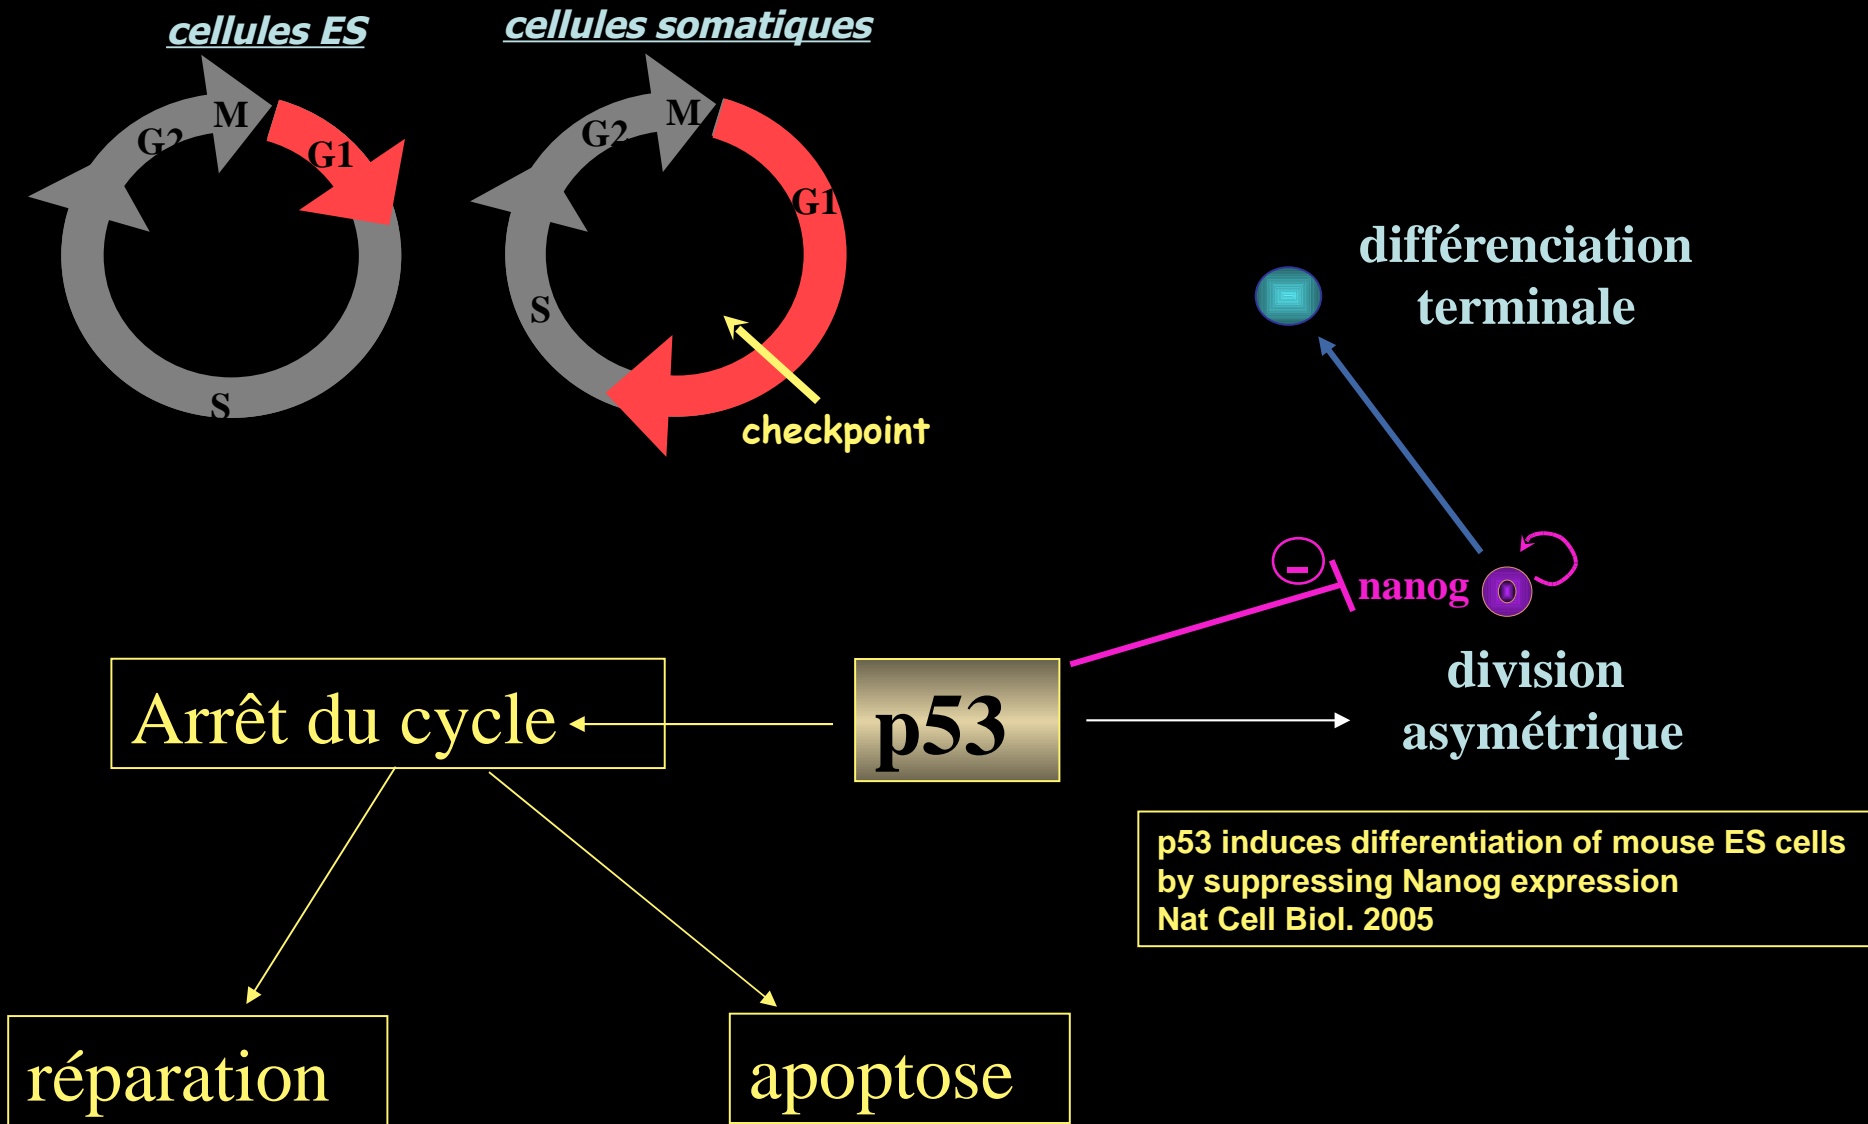 cellules ES
cellules somatiques
M
G2
G1
S
M
G2
G1
S
checkpoint
différenciation
terminale
–
nanog
division
asymétrique
Arrêt du cycle
p53
p53 induces differentiation of mouse ES cells
by suppressing Nanog expression
Nat Cell Biol. 2005
réparation
apoptose